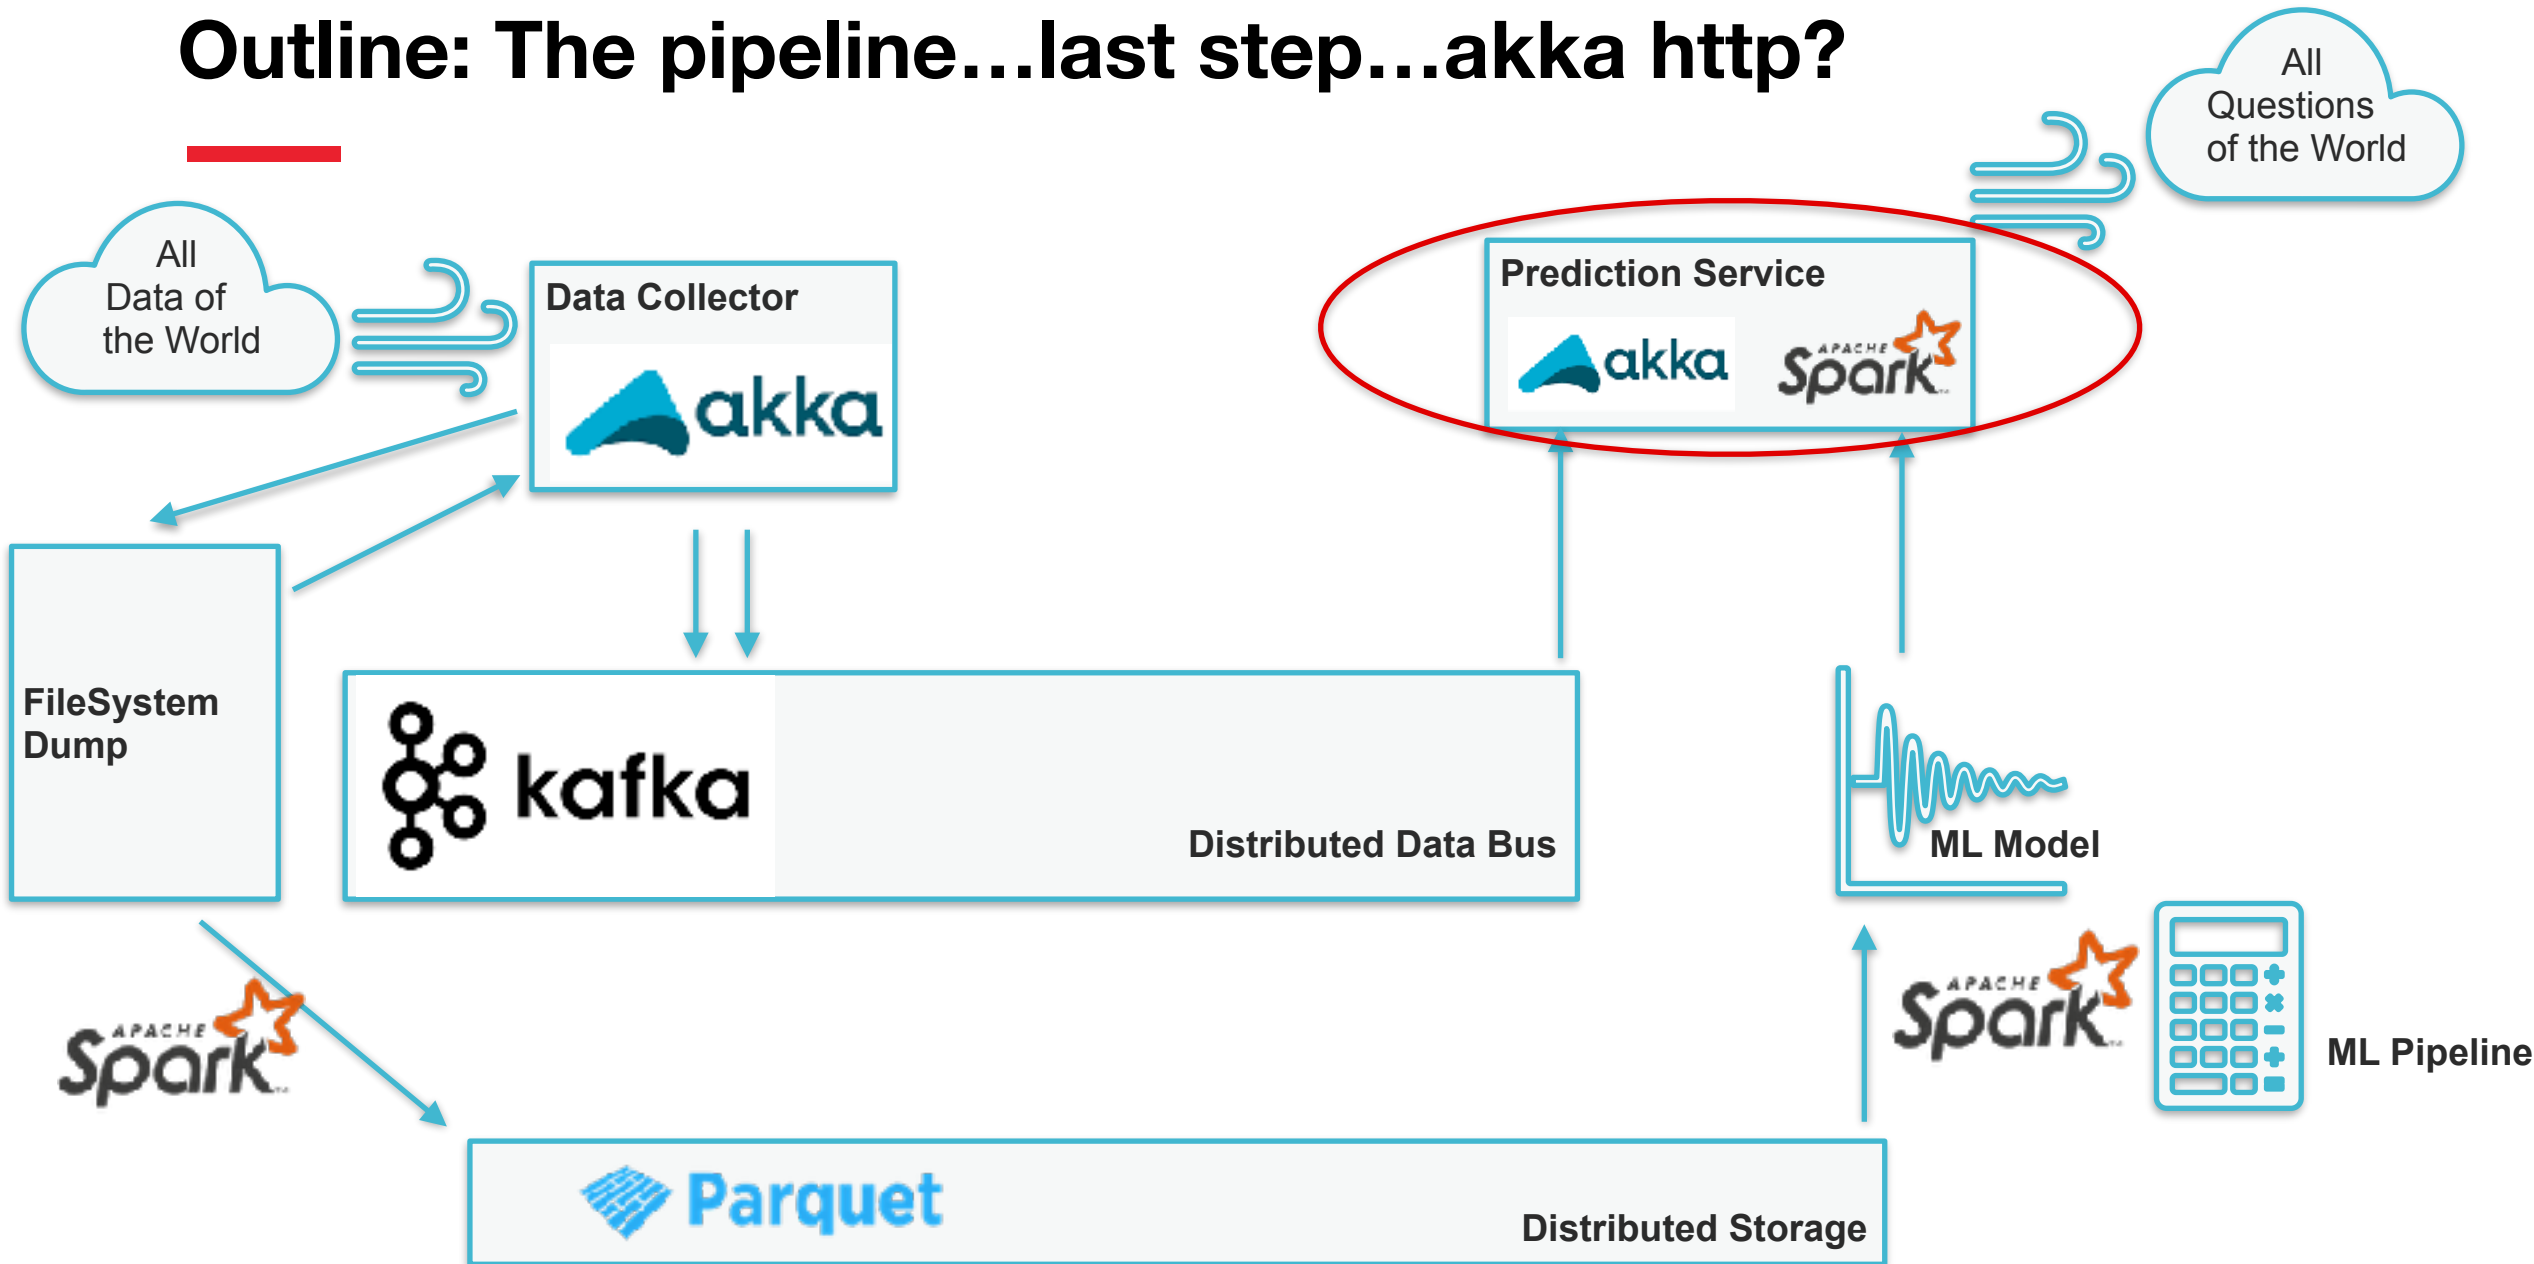 Outline: The pipeline...last step...akka http?
All
Questions
of the World
All
Data of
the World
Data Collector
akka
Prediction Service
akka
APACHE
Spark
FileSystem
Dump
kafka
Distributed Data Bus
ML Model
APACHE
Spark
APACHE
Spark
ML Pipeline
Parquet
Distributed Storage